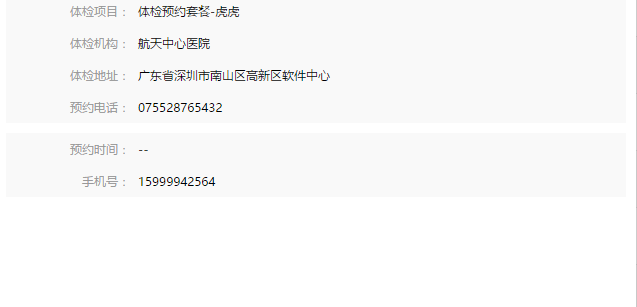 体检项目： 体检预约套餐-虎虎
体检机构： 航天中心医院
体检地址： 广东省深圳市南山区高新区软件中心
预约电话： 075528765432
预约时间： --
手机号： 15999942564